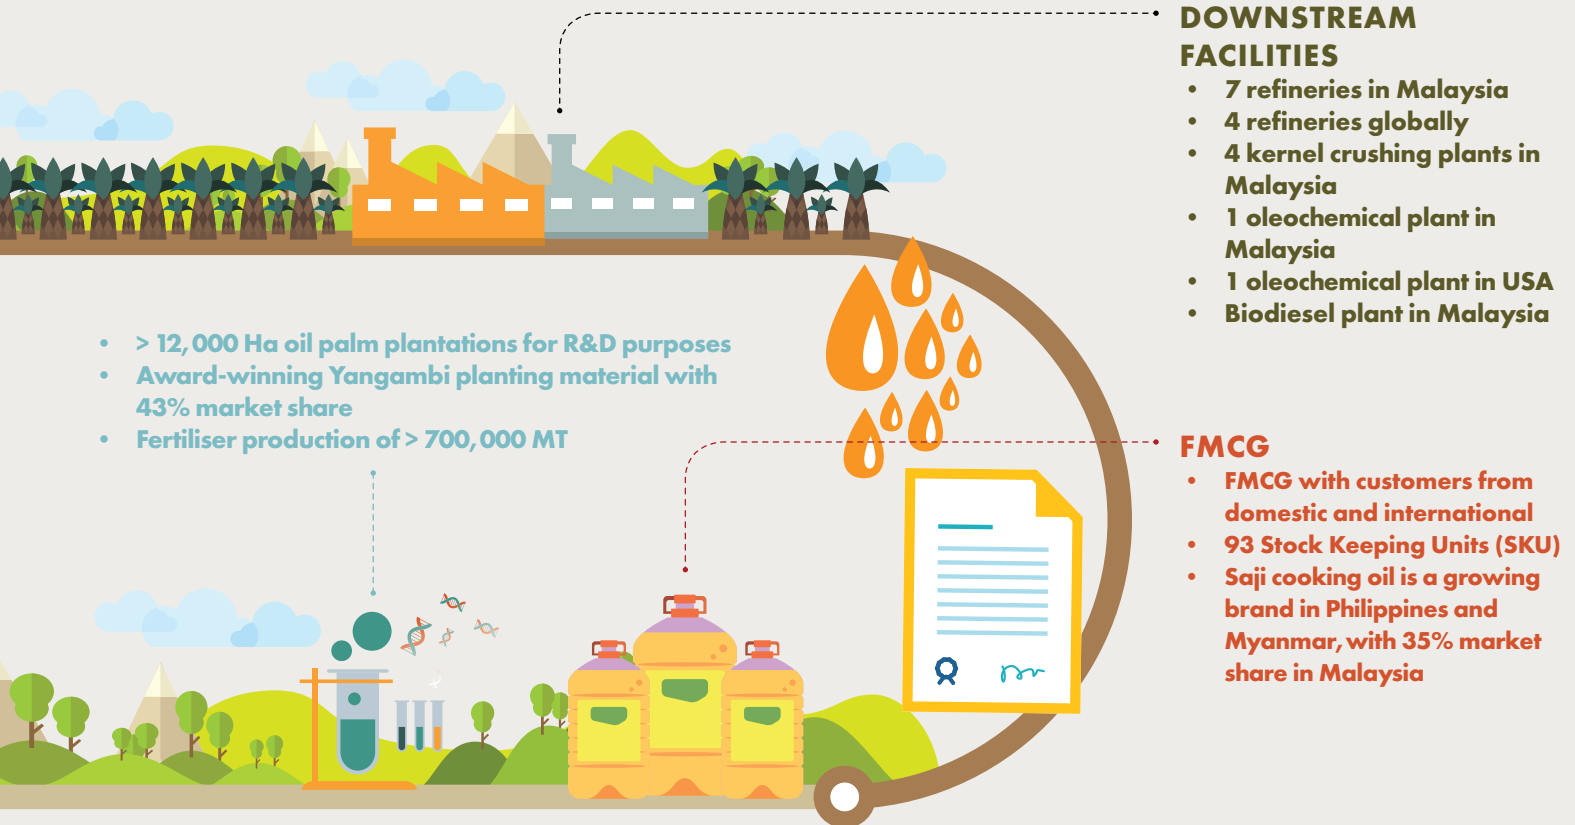 DOWNSTREAM
FACILITIES
• 7 refineries in Malaysia
• 4 refineries globally
• 4 kernel crushing plants in
Malaysia
• 1 oleochemical plant in
Malaysia
• 1 oleochemical plant in USA
• Biodiesel plant in Malaysia
• > 12,000 Ha oil palm plantations for R&D purposes
• Award-winning Yangambi planting material with
43% market share
• Fertiliser production of > 700,000 MT
FMCG
• FMCG with customers from
domestic and international
• 93 Stock Keeping Units (SKU)
• Saji cooking oil is a growing
brand in Philippines and
Myanmar, with 35% market
share in Malaysia